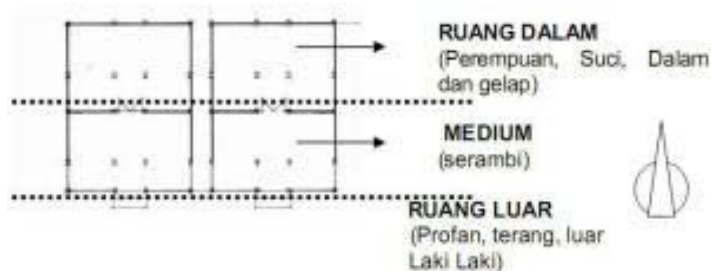 RUANG DALAM
(Perempuan, Suci, Dalam
dan gelap)
MEDIUM
(serambi)
RUANG LUAR
(Profan, terang, luar
Laki Laki)